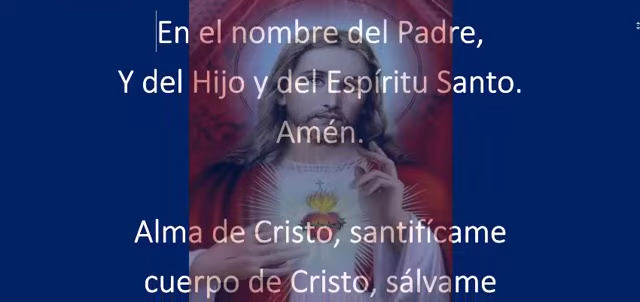 En el nombre del Padre,
Y del Hijo y del Espíritu Santo.
Amén.
Alma de Cristo, santifícame
cuerpo de Cristo, sálvame